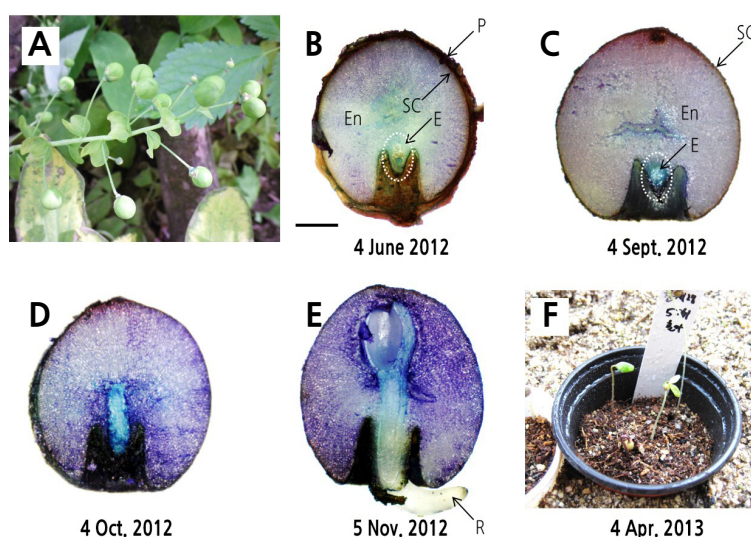 A
B
P
SC
En
E
4 June 2012
C
SC
En
E
4 Sept. 2012
D
4 Oct. 2012
E
R
5 Nov. 2012
F
4 Apr. 2013